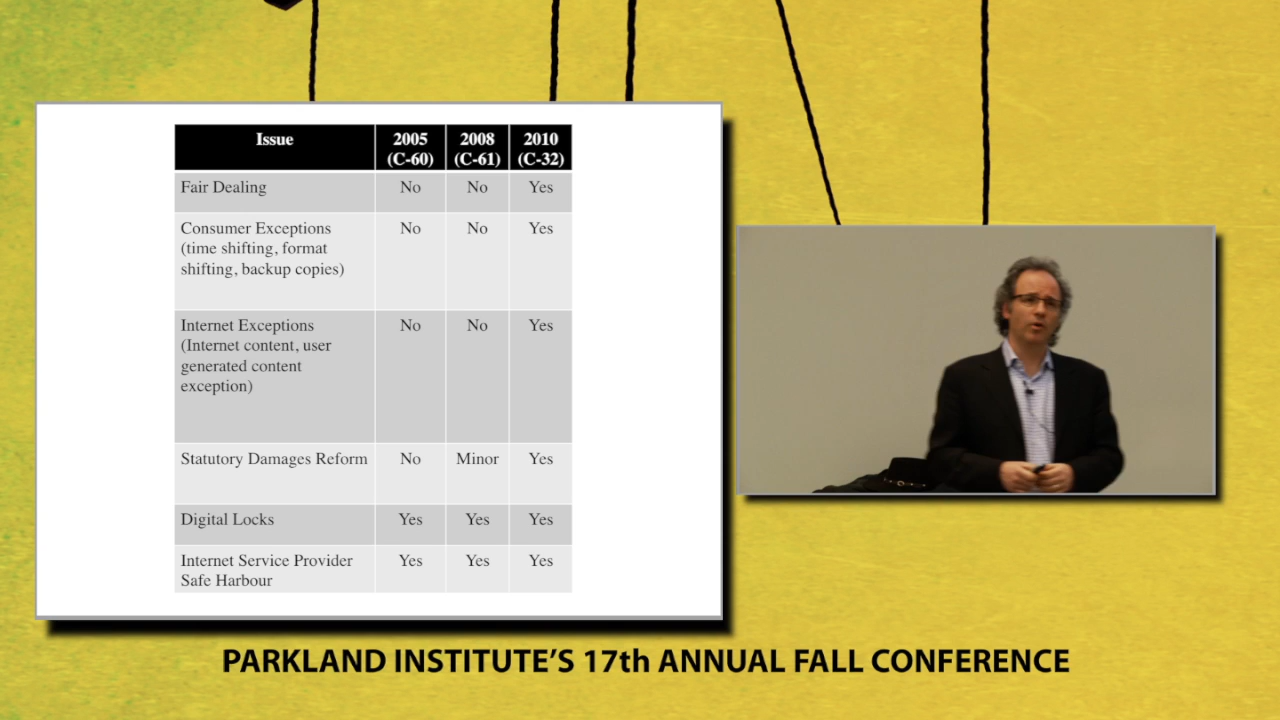 Issue 2005 2008 2010
(C-60) (C-61) (C-32)
Fair Dealing No No Yes
Consumer Exceptions No No Yes
(time shifting, format
shifting, backup copies)
Internet Exceptions No No Yes
(Internet content, user
generated content
exception)
Statutory Damages Reform No Minor Yes
Digital Locks Yes Yes Yes
Internet Service Provider Yes Yes Yes
Safe Harbour
PARKLAND INSTITUTE'S 17th ANNUAL FALL CONFERENCE